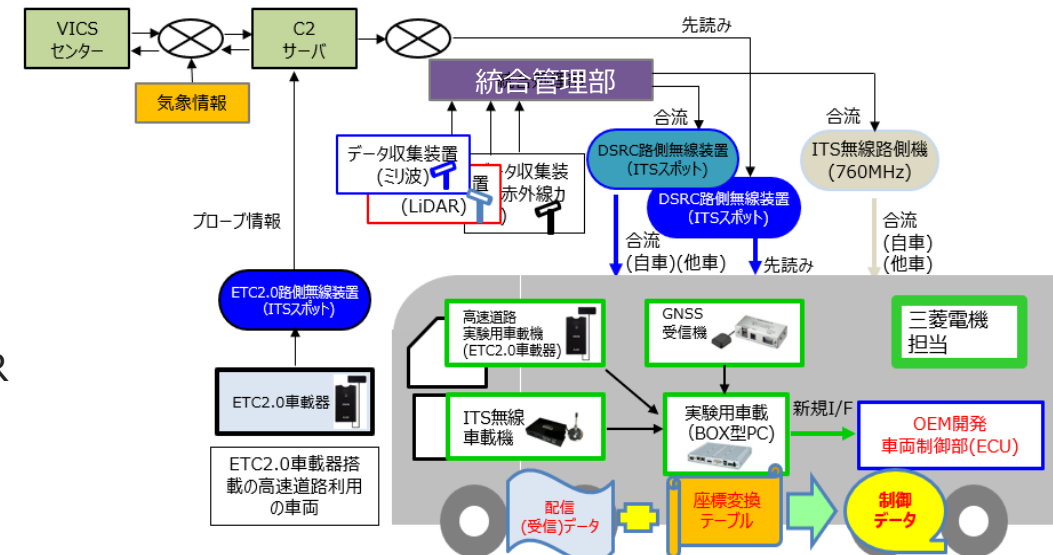 VICS
センター
C2
サーバ
気象情報
先読み
統合管理部
合流
合流
データ収集装置
(ミリ波)
置
(LiDAR)
タ収集装
赤外線カ
)
DSRC路側無線装置
(ITSスポット)
DSRC路側無線装置
(ITSスポット)
ITS無線路側機
(760MHz)
プローブ情報
合流
(自車)(他車)
先読み
合流
(自車)
(他車)
ETC2.0路側無線装置
(ITSスポット)
R
ETC2.0車載器
ETC2.0車載器搭
載の高速道路利用
の車両
高速道路
実験用車載機
(ETC2.0車載器)
GNSS
受信機
三菱電機
担当
ITS無線
車載機
実験用車載
(BOX型PC)
新規I/F
OEM開発
車両制御部(ECU)
配信
(受信)データ
座標変換
テーブル
制御
データ